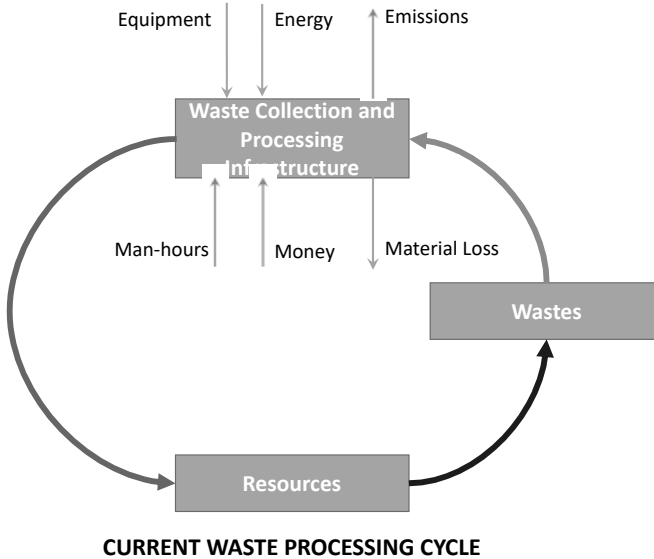 Equipment
Energy
Emissions
Waste Collection and
Processing
Infrastructure
Man-hours
Money
Material Loss
Wastes
Resources
CURRENT WASTE PROCESSING CYCLE